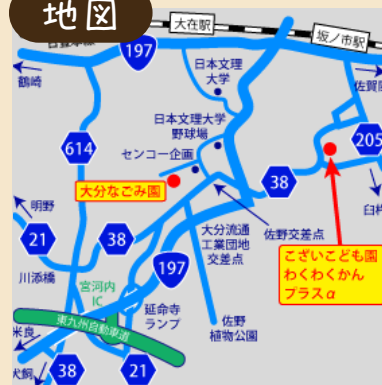 地図
大在駅
坂ノ市駅
197
鶴崎
日本文理
大学
佐賀関
日本文理大学
野球場
614
センコー企画
205
大分なごみ園
38
明野
臼杵
21
38
大分流通
工業団地
交差点
佐野交差点
こざいこども園
わくわくかん
プラスα
川添橋
197
宮河内
IC
延命寺
ランプ
佐野
植物公園
東九州自動車道
米良
犬飼
38
21